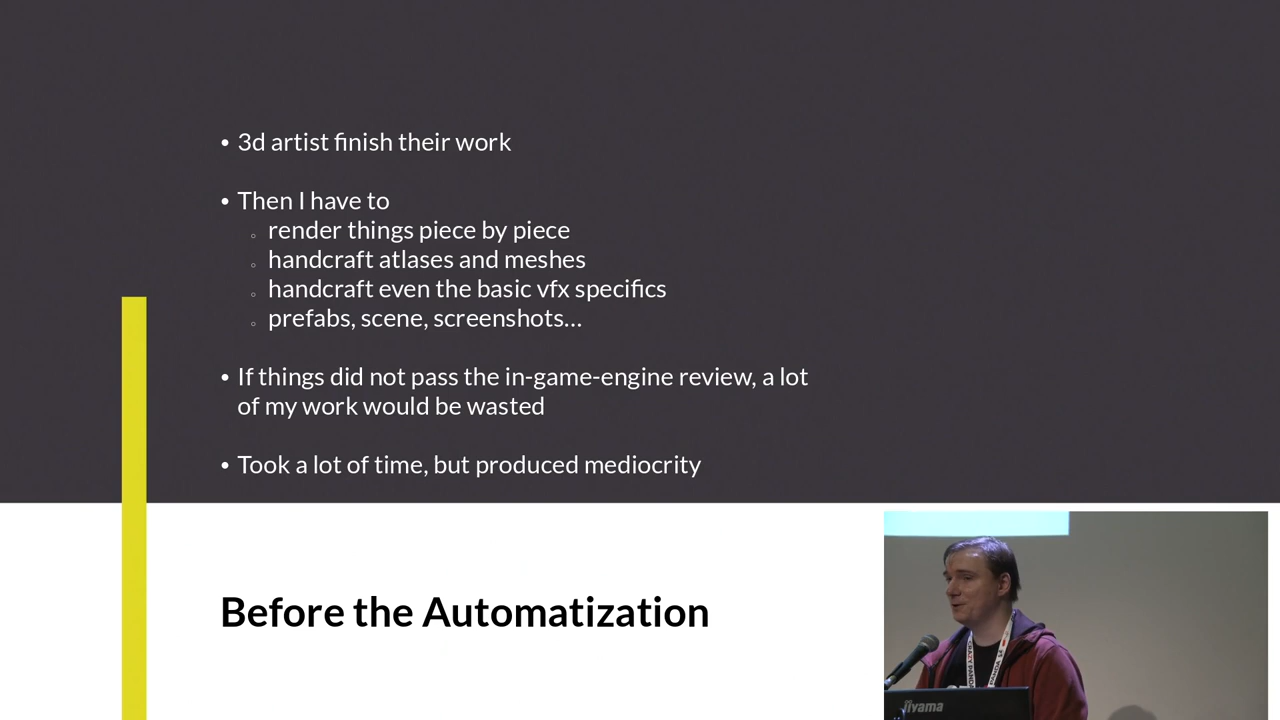 • 3d artist finish their work
• Then I have to
◦ render things piece by piece
◦ handcraft atlases and meshes
◦ handcraft even the basic vfx specifics
◦ prefabs, scene, screenshots...
• If things did not pass the in-game-engine review, a lot
of my work would be wasted
• Took a lot of time, but produced mediocrity
Before the Automatization
iiyama